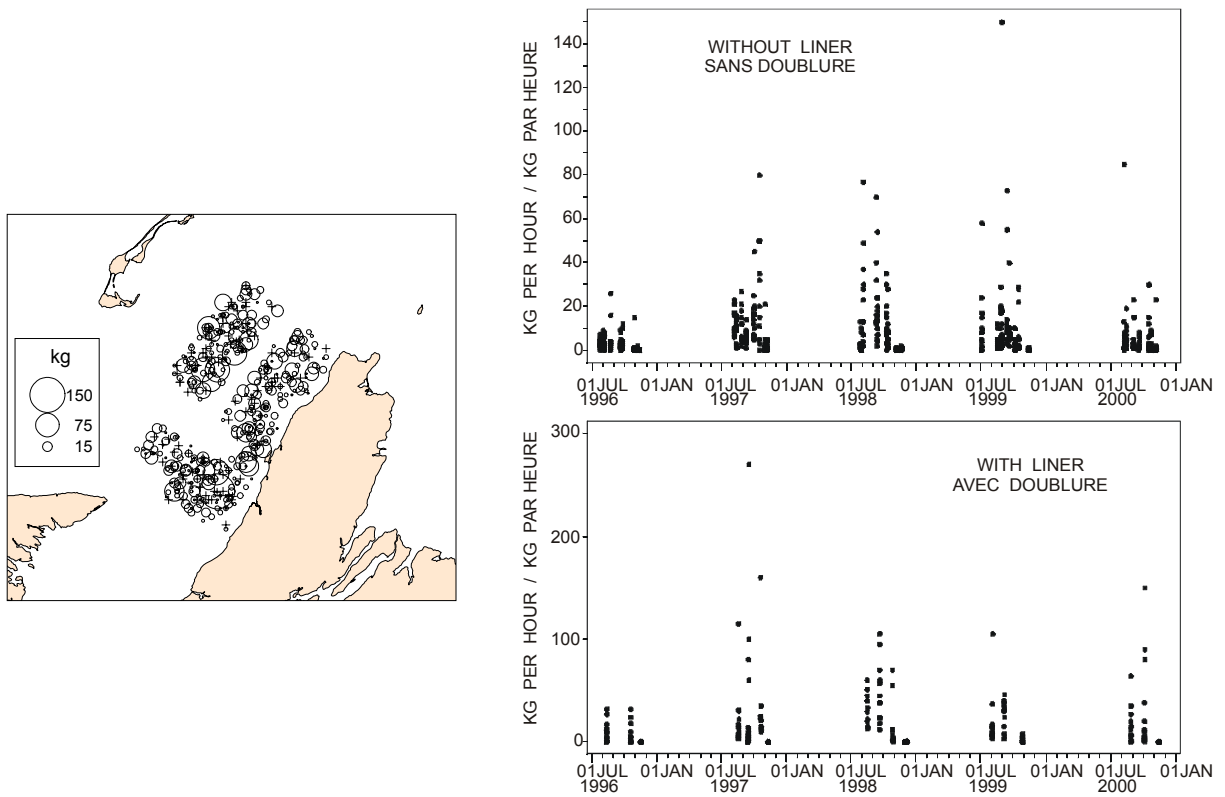 kg
150
75
15
KG PER HOUR / KG PAR HEURE
WITHOUT LINER
SANS DOUBLURE
140
120
100
80
60
40
20
0
01JUL 01JAN 01JUL 01JAN 01JUL 01JAN 01JUL 01JAN 01JUL 01JAN
1996 1997 1998 1999 2000
KG PER HOUR / KG PAR HEURE
WITH LINER
AVEC DOUBLURE
300
200
100
0
01JUL 01JAN 01JUL 01JAN 01JUL 01JAN 01JUL 01JAN 01JUL 01JAN
1996 1997 1998 1999 2000